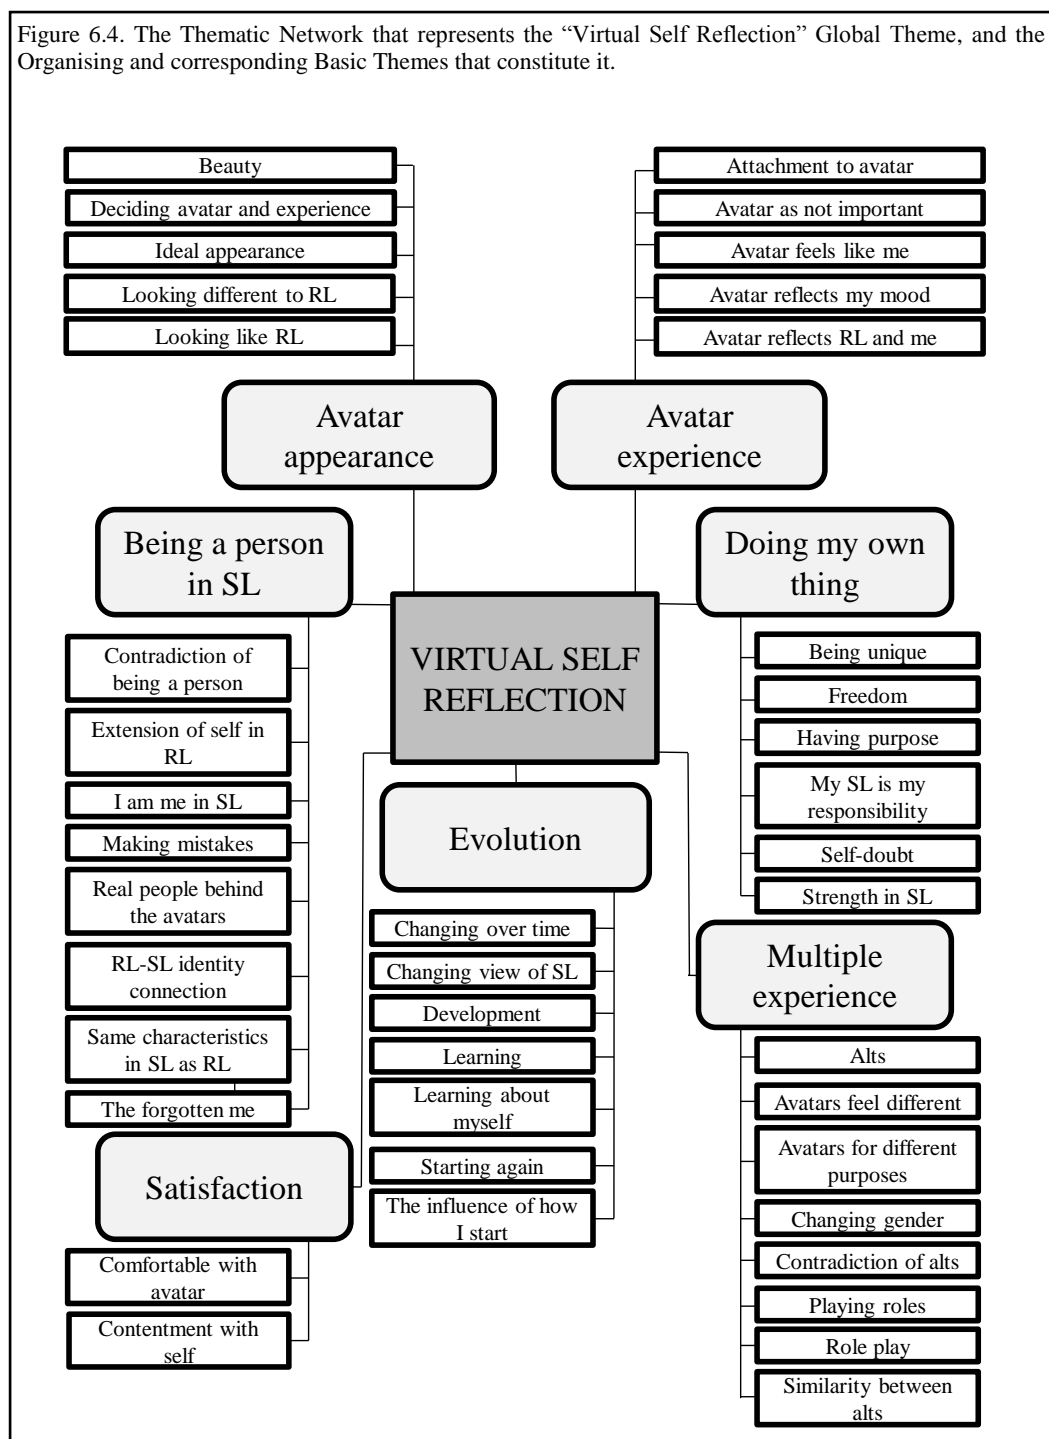 Figure 6.4. The Thematic Network that represents the “Virtual Self Reflection” Global Theme, and the
Organising and corresponding Basic Themes that constitute it.
Beauty
Deciding avatar and experience
Ideal appearance
Looking different to RL
Looking like RL
Avatar
appearance
Attachment to avatar
Avatar as not important
Avatar feels like me
Avatar reflects my mood
Avatar reflects RL and me
Avatar
experience
Being a person
in SL
Contradiction of
being a person
Extension of self in
RL
I am me in SL
Making mistakes
Real people behind
the avatars
RL-SL identity
connection
Same characteristics
in SL as RL
The forgotten me
VIRTUAL SELF
REFLECTION
Doing my own
thing
Being unique
Freedom
Having purpose
My SL is my
responsibility
Self-doubt
Strength in SL
Evolution
Changing over time
Changing view of SL
Development
Learning
Learning about
myself
Starting again
The influence of how
I start
Multiple
experience
Alts
Avatars feel different
Avatars for different
purposes
Changing gender
Contradiction of alts
Playing roles
Role play
Similarity between
alts
Satisfaction
Comfortable with
avatar
Contentment with
self